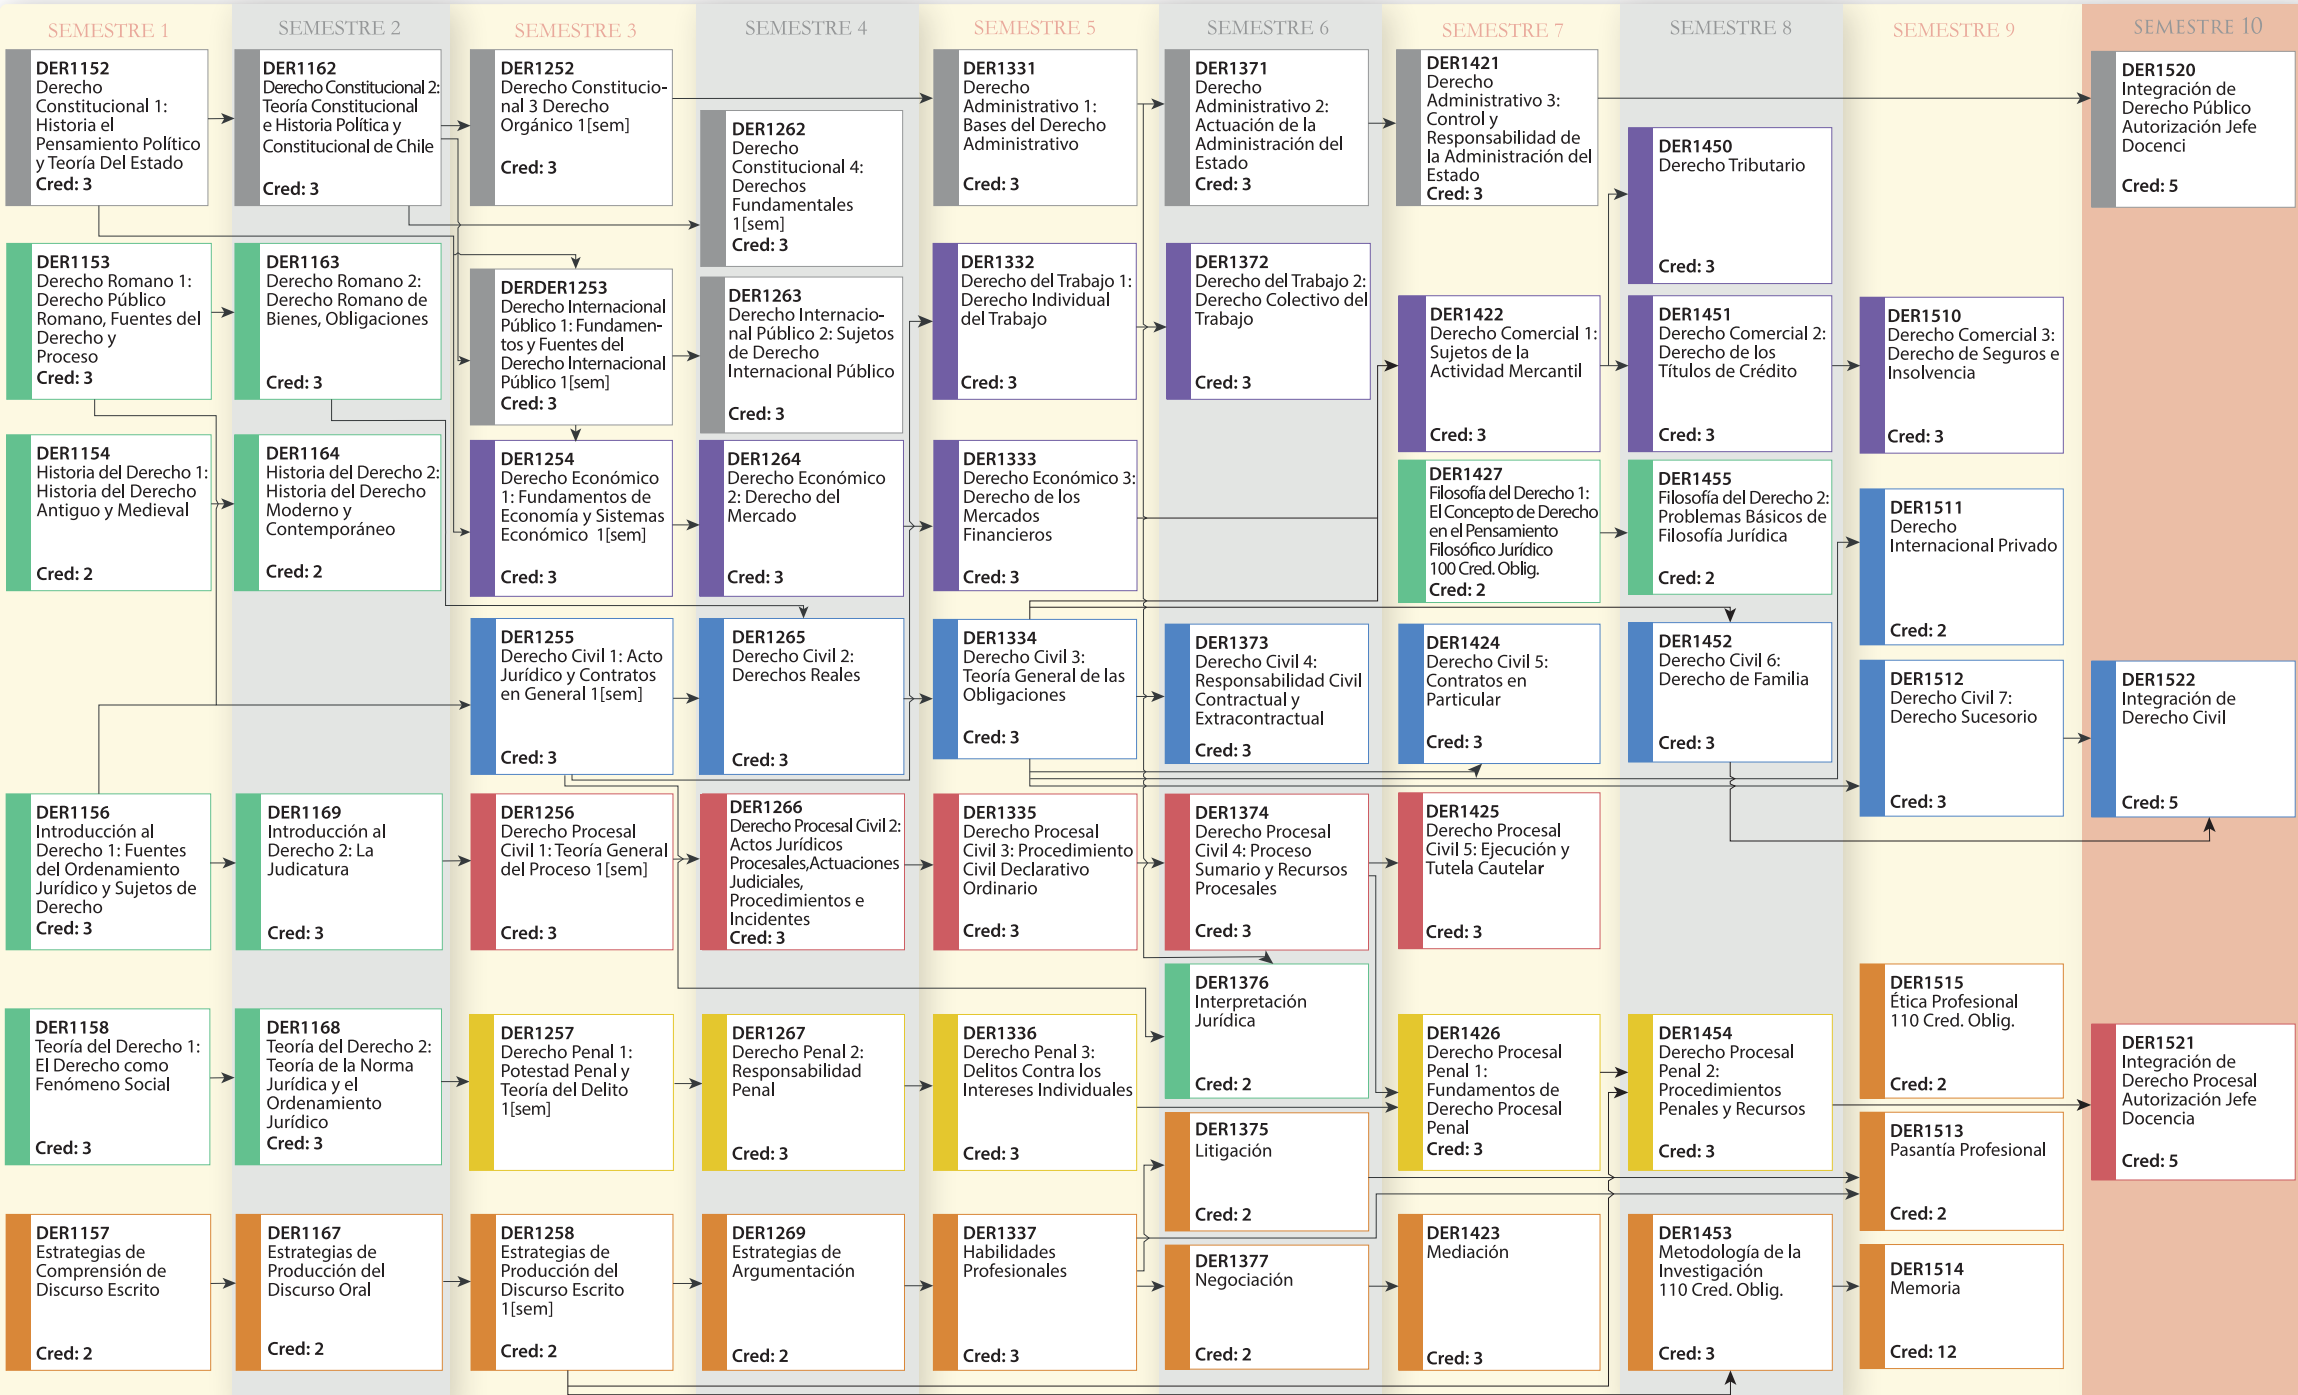 SEMESTRE 1
DER1152
Derecho
Constitucional 1:
Historia el
Pensamiento Político
y Teoría Del Estado
Cred: 3
DER1153
Derecho Romano 1:
Derecho Público
Romano, Fuentes del
Derecho y
Proceso
Cred: 3
DER1154
Historia del Derecho 1:
Historia del Derecho
Antiguo y Medieval
Cred: 2
DER1156
Introducción al
Derecho 1: Fuentes
del Ordenamiento
Jurídico y Sujetos de
Derecho
Cred: 3
DER1158
Teoría del Derecho 1:
El Derecho como
Fenómeno Social
Cred: 3
DER1157
Estrategias de
Comprensión de
Discurso Escrito
Cred: 2
SEMESTRE 2
DER1162
Derecho Constitucional 2:
Teoría Constitucional
e Historia Política y
Constitucional de Chile
Cred: 3
DER1163
Derecho Romano 2:
Derecho Romano de
Bienes, Obligaciones
Cred: 3
DER1164
Historia del Derecho 2:
Historia del Derecho
Moderno y
Contemporáneo
Cred: 2
DER1169
Introducción al
Derecho 2: La
Judicatura
Cred: 3
DER1168
Teoría del Derecho 2:
Teoría de la Norma
Jurídica y el
Ordenamiento
Jurídico
Cred: 3
DER1167
Estrategias de
Producción del
Discurso Oral
Cred: 2
SEMESTRE 3
DER1252
Derecho Constitucio-
nal 3 Derecho
Orgánico 1[sem]
Cred: 3
DERDER1253
Derecho Internacional
Público 1: Fundamen-
tos y Fuentes del
Derecho Internacional
Público 1[sem]
Cred: 3
DER1254
Derecho Económico
1: Fundamentos de
Economía y Sistemas
Económico 1[sem]
Cred: 3
DER1255
Derecho Civil 1: Acto
Jurídico y Contratos
en General 1[sem]
Cred: 3
DER1256
Derecho Procesal
Civil 1: Teoría General
del Proceso 1[sem]
Cred: 3
DER1257
Derecho Penal 1:
Potestad Penal y
Teoría del Delito
1[sem]
Cred: 3
DER1258
Estrategias de
Producción del
Discurso Escrito
1[sem]
Cred: 2
SEMESTRE 4
DER1262
Derecho
Constitucional 4:
Derechos
Fundamentales
1[sem]
Cred: 3
DER1263
Derecho Internacio-
nal Público 2: Sujetos
de Derecho
Internacional Público
Cred: 3
DER1264
Derecho Económico
2: Derecho del
Mercado
Cred: 3
DER1265
Derecho Civil 2:
Derechos Reales
Cred: 3
DER1266
Derecho Procesal Civil 2:
Actos Jurídicos
Procesales,Actuaciones
Judiciales,
Procedimientos e
Incidentes
Cred: 3
DER1267
Derecho Penal 2:
Responsabilidad
Penal
Cred: 3
DER1269
Estrategias de
Argumentación
Cred: 2
SEMESTRE 5
DER1331
Derecho
Administrativo 1:
Bases del Derecho
Administrativo
Cred: 3
DER1332
Derecho del Trabajo 1:
Derecho Individual
del Trabajo
Cred: 3
DER1333
Derecho Económico 3:
Derecho de los
Mercados
Financieros
Cred: 3
DER1334
Derecho Civil 3:
Teoría General de las
Obligaciones
Cred: 3
DER1335
Derecho Procesal
Civil 3: Procedimiento
Civil Declarativo
Ordinario
Cred: 3
DER1336
Derecho Penal 3:
Delitos Contra los
Intereses Individuales
Cred: 3
DER1337
Habilidades
Profesionales
Cred: 3
SEMESTRE 6
DER1371
Derecho
Administrativo 2:
Actuación de la
Administración del
Estado
Cred: 3
DER1372
Derecho del Trabajo 2:
Derecho Colectivo del
Trabajo
Cred: 3
DER1373
Derecho Civil 4:
Responsabilidad Civil
Contractual y
Extracontractual
Cred: 3
DER1374
Derecho Procesal
Civil 4: Proceso
Sumario y Recursos
Procesales
Cred: 3
DER1376
Interpretación
Jurídica
Cred: 2
DER1375
Litigación
Cred: 2
DER1377
Negociación
Cred: 2
SEMESTRE 7
DER1421
Derecho
Administrativo 3:
Control y
Responsabilidad de
la Administración del
Estado
Cred: 3
DER1422
Derecho Comercial 1:
Sujetos de la
Actividad Mercantil
Cred: 3
DER1427
Filosofía del Derecho 1:
El Concepto de Derecho
en el Pensamiento
Filosófico Jurídico
100 Cred. Oblig.
Cred: 2
DER1424
Derecho Civil 5:
Contratos en
Particular
Cred: 3
DER1425
Derecho Procesal
Civil 5: Ejecución y
Tutela Cautelar
Cred: 3
DER1426
Derecho Procesal
Penal 1:
Fundamentos de
Derecho Procesal
Penal
Cred: 3
DER1423
Mediación
Cred: 3
SEMESTRE 8
DER1450
Derecho Tributario
Cred: 3
DER1451
Derecho Comercial 2:
Derecho de los
Títulos de Crédito
Cred: 3
DER1455
Filosofía del Derecho 2:
Problemas Básicos de
Filosofía Jurídica
Cred: 2
DER1452
Derecho Civil 6:
Derecho de Familia
Cred: 3
DER1454
Derecho Procesal
Penal 2:
Procedimientos
Penales y Recursos
Cred: 3
DER1453
Metodología de la
Investigación
110 Cred. Oblig.
Cred: 3
SEMESTRE 9
DER1510
Derecho Comercial 3:
Derecho de Seguros e
Insolvencia
Cred: 3
DER1511
Derecho
Internacional Privado
Cred: 2
DER1512
Derecho Civil 7:
Derecho Sucesorio
Cred: 3
DER1515
Ética Profesional
110 Cred. Oblig.
Cred: 2
DER1513
Pasantía Profesional
Cred: 2
DER1514
Memoria
Cred: 12
SEMESTRE 10
DER1520
Integración de
Derecho Público
Autorización Jefe
Docenci
Cred: 5
DER1522
Integración de
Derecho Civil
Cred: 5
DER1521
Integración de
Derecho Procesal
Autorización Jefe
Docencia
Cred: 5